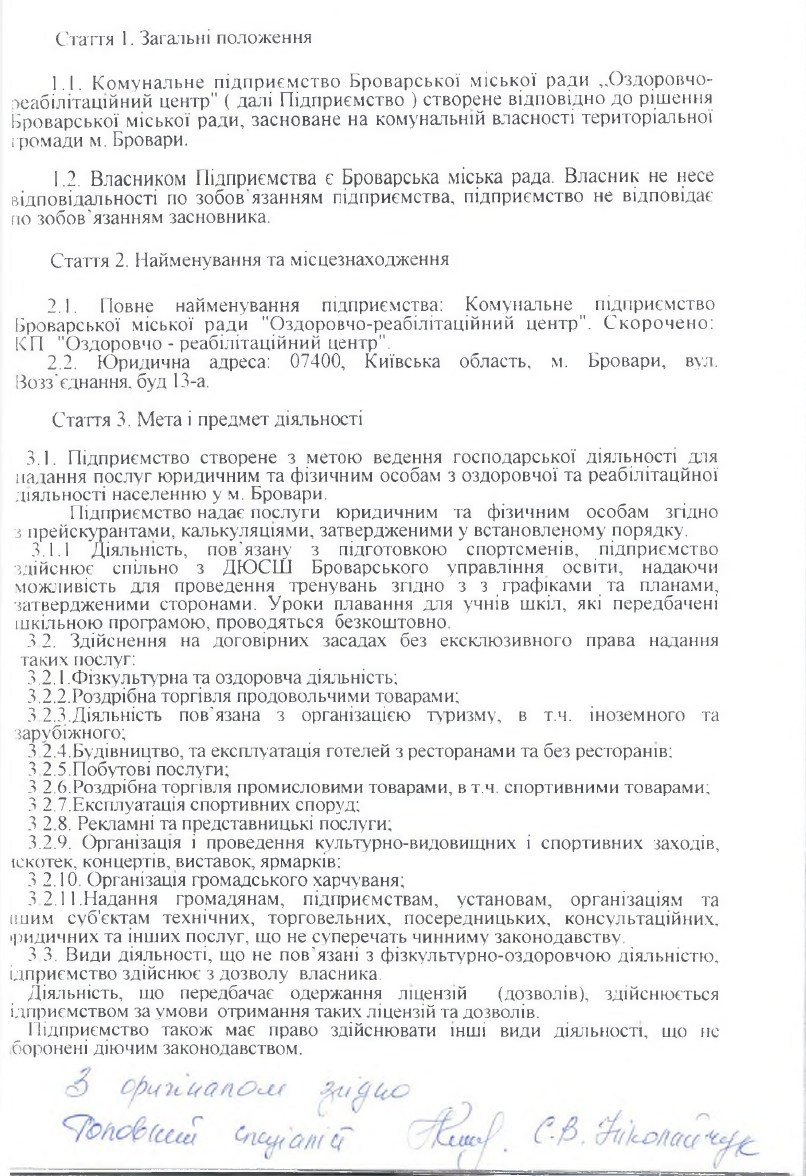 Стаття 1. Загальні положення
1.1. Комунальне підприємство Броварської міської ради ,,Оздоровчо-
реабілітаційний центр" ( далі Підприємство ) створене відповідно до рішення
Броварської міської ради, засноване на комунальній власності територіальної
громади м. Бровари.
1.2. Власником Підприємства є Броварська міська рада. Власник не несе
відповідальності по зобов`язанням підприємства, підприємство не відповідає
по зобов`язанням засновника.
Стаття 2. Найменування та місцезнаходження
2.1. Повне найменування підприємства: Комунальне підприємство
Броварської міської ради "Оздоровчо-реабілітаційний центр". Скорочено:
КП "Оздоровчо - реабілітаційний центр".
2.2. Юридична адреса: 07400, Київська область, м. Бровари, вул.
Возз`єднання, буд 13-а.
Стаття 3. Мета і предмет діяльності
3.1. Підприємство створене з метою ведення господарської діяльності для
надання послуг юридичним та фізичним особам з оздоровчої та реабілітаційної
діяльності населенню у м. Бровари.
Підприємство надає послуги юридичним та фізичним особам згідно
з прейскурантами, калькуляціями, затвердженими у встановленому порядку.
3.1.1 Діяльність, пов`язану з підготовкою спортсменів, підприємство
здійснює спільно з ДЮСШ Броварського управління освіти, надаючи
можливість для проведення тренувань згідно з з графіками та планами,
затвердженими сторонами. Уроки плавання для учнів шкіл, які передбачені
шкільною програмою, проводяться безкоштовно.
3.2. Здійснення на договірних засадах без ексклюзивного права надання
таких послуг:
3.2.1.Фізкультурна та оздоровча діяльність;
3.2.2.Роздрібна торгівля продовольчими товарами;
3.2.3.Діяльність пов`язана з організацією туризму, в т.ч. іноземного та
зарубіжного;
3.2.4.Будівництво, та експлуатація готелей з ресторанами та без ресторанів;
3.2.5.Побутові послуги;
3.2.6.Роздрібна торгівля промисловими товарами, в т.ч. спортивними товарами;
3.2.7.Експлуатація спортивних споруд;
3.2.8. Рекламні та представницькі послуги;
3.2.9. Організація і проведення культурно-видовищних і спортивних заходів,
іскотек, концертів, виставок, ярмарків;
3.2.10. Організація громадського харчуваня;
3.2.11.Надання громадянам, підприємствам, установам, організаціям та
ншим суб'єктам технічних, торговельних, посередницьких, консультаційних,
ридичних та інших послуг, що не суперечать чинному законодавству.
3.3. Види діяльності, що не пов`язані з фізкультурно-оздоровчою діяльністю,
ідприємство здійснює з дозволу власника.
Діяльність, що передбачає одержання ліцензій (дозволів), здійснюється
ідприємством за умови отримання таких ліцензій та дозволів.
Підприємство також має право здійснювати інші види діяльності, що не
боронені діючим законодавством.
З оригіналом згідно
Головний спеціаліст С.В. Ніколайчук